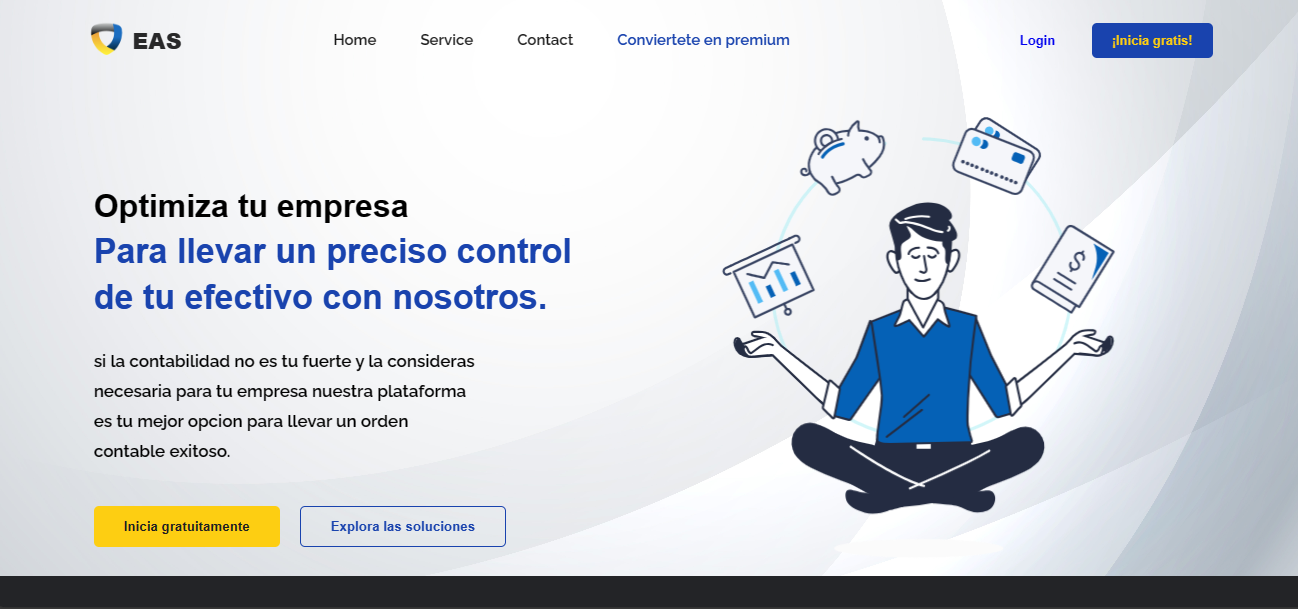 EAS
Home
Service
Contact
Conviertete en premium
Login
¡Inicia gratis!
Optimiza tu empresa
Para llevar un preciso control
de tu efectivo con nosotros.
si la contabilidad no es tu fuerte y la consideras
necesaria para tu empresa nuestra plataforma
es tu mejor opcion para llevar un orden
contable exitoso.
Inicia gratuitamente
Explora las soluciones
$